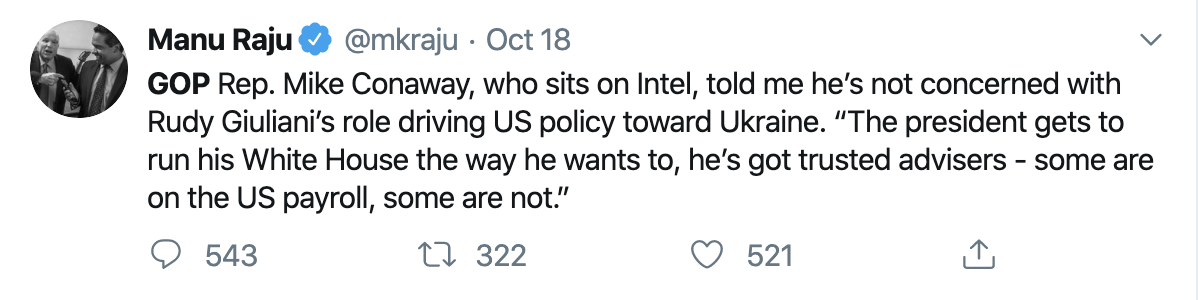 Manu Raju @mkraju · Oct 18
GOP Rep. Mike Conaway, who sits on Intel, told me he’s not concerned with
Rudy Giuliani’s role driving US policy toward Ukraine. “The president gets to
run his White House the way he wants to, he’s got trusted advisers - some are
on the US payroll, some are not.”
543 322 521